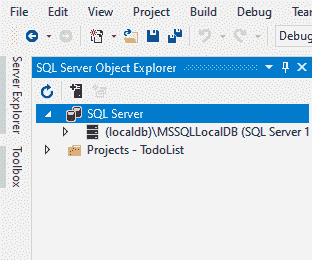 File Edit View Project Build Debug
Debug
Server Explorer
Toolbox
SQL Server Object Explorer
SQL Server
(localdb)\MSSQLLocalDB (SQL Server 1
Projects - TodoList